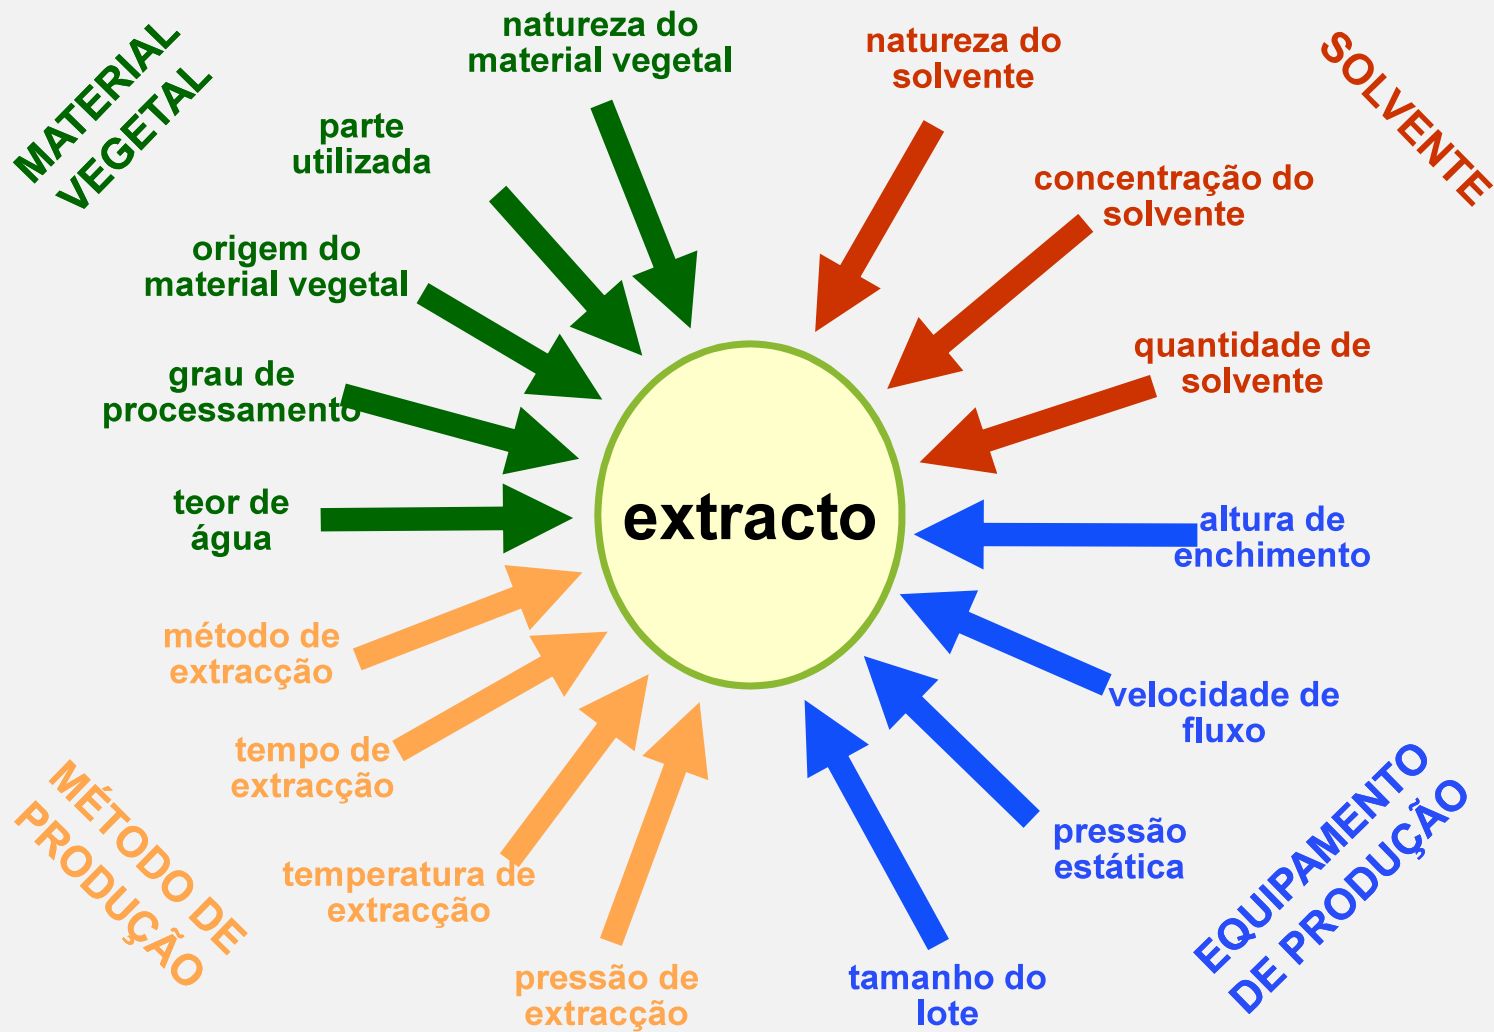 MATERIAL
VEGETAL
natureza do
material vegetal
parte
utilizada
origem do
material vegetal
grau de
processamento
teor de
água
natureza do
solvente
SOLVENTE
concentração do
solvente
quantidade de
solvente
extracto
altura de
enchimento
velocidade de
fluxo
pressão
estática
tamanho do
lote
EQUIPAMENTO
DE PRODUÇÃO
método de
extracção
tempo de
extracção
temperatura de
extracção
pressão de
extracção
MÉTODO DE
PRODUÇÃO